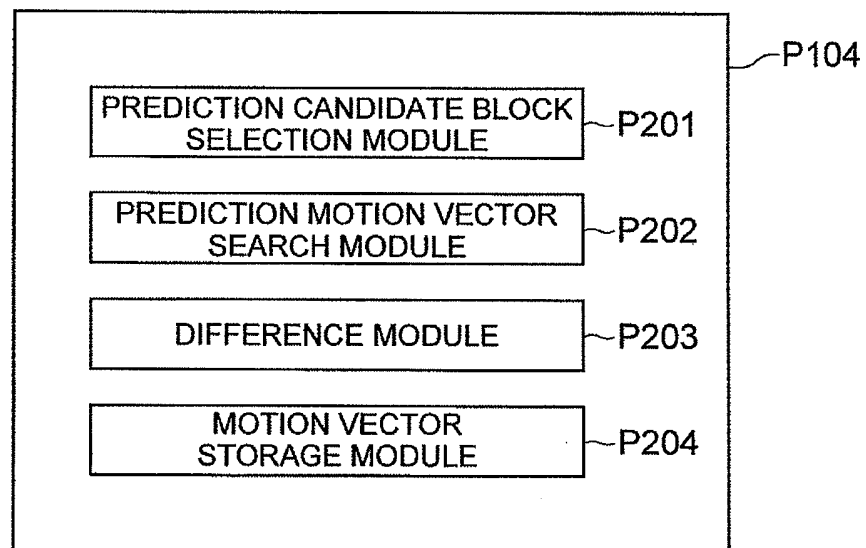 P104
PREDICTION CANDIDATE BLOCK
SELECTION MODULE
P201
PREDICTION MOTION VECTOR
SEARCH MODULE
P202
DIFFERENCE MODULE
P203
MOTION VECTOR
STORAGE MODULE
P204